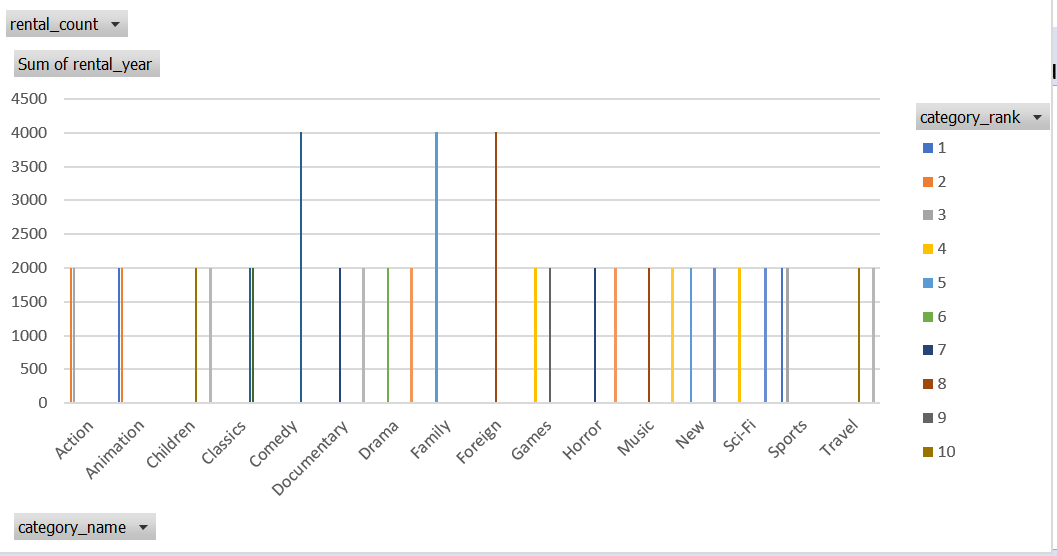 rental_count
Sum of rental_year
4500
4000
3500
3000
2500
2000
1500
1000
500
0
Action
Animation
Children
Classics
Comedy
Documentary
Drama
Family
Foreign
Games
Horror
Music
New
Sci-Fi
Sports
Travel
category_name
category_rank
1
2
3
4
5
6
7
8
9
10